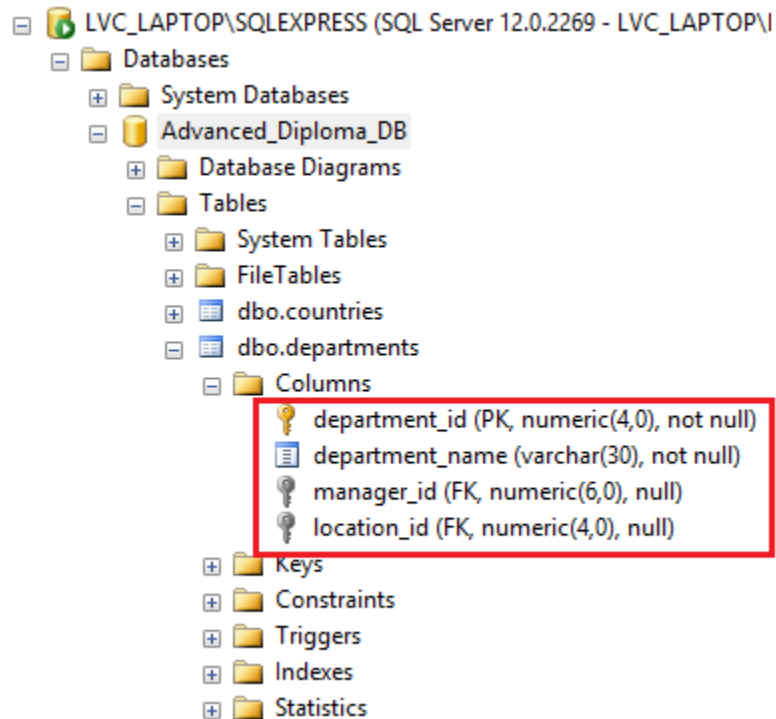 LVC_LAPTOP\SQLEXPRESS (SQL Server 12.0.2269 - LVC_LAPTOP\
Databases
System Databases
Advanced_Diploma_DB
Database Diagrams
Tables
System Tables
FileTables
dbo.countries
dbo.departments
Columns
department_id (PK, numeric(4,0), not null)
department_name (varchar(30), not null)
manager_id (FK, numeric(6,0), null)
location_id (FK, numeric(4,0), null)
Keys
Constraints
Triggers
Indexes
Statistics